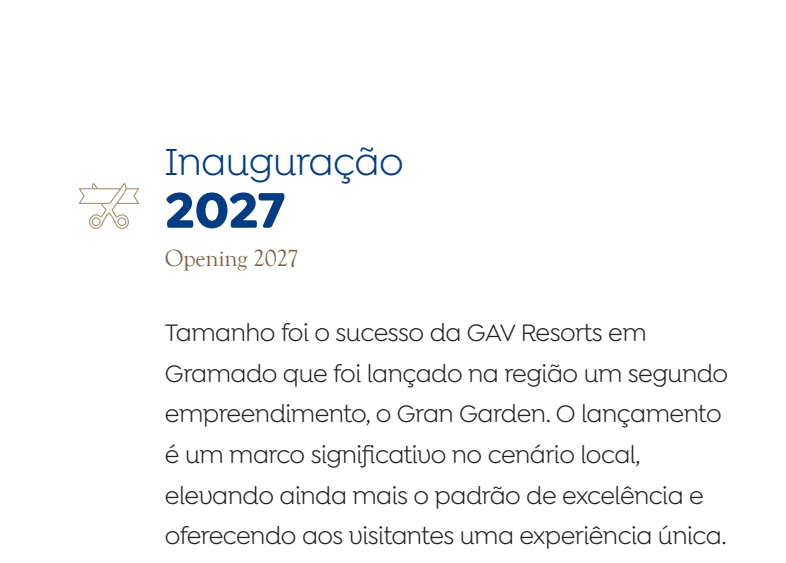 Inauguração
2027
Opening 2027
Tamanho foi o sucesso da GAV Resorts em
Gramado que foi lançado na região um segundo
empreendimento, o Gran Garden. O lançamento
é um marco significativo no cenário local,
elevando ainda mais o padrão de excelência e
oferecendo aos visitantes uma experiência única.